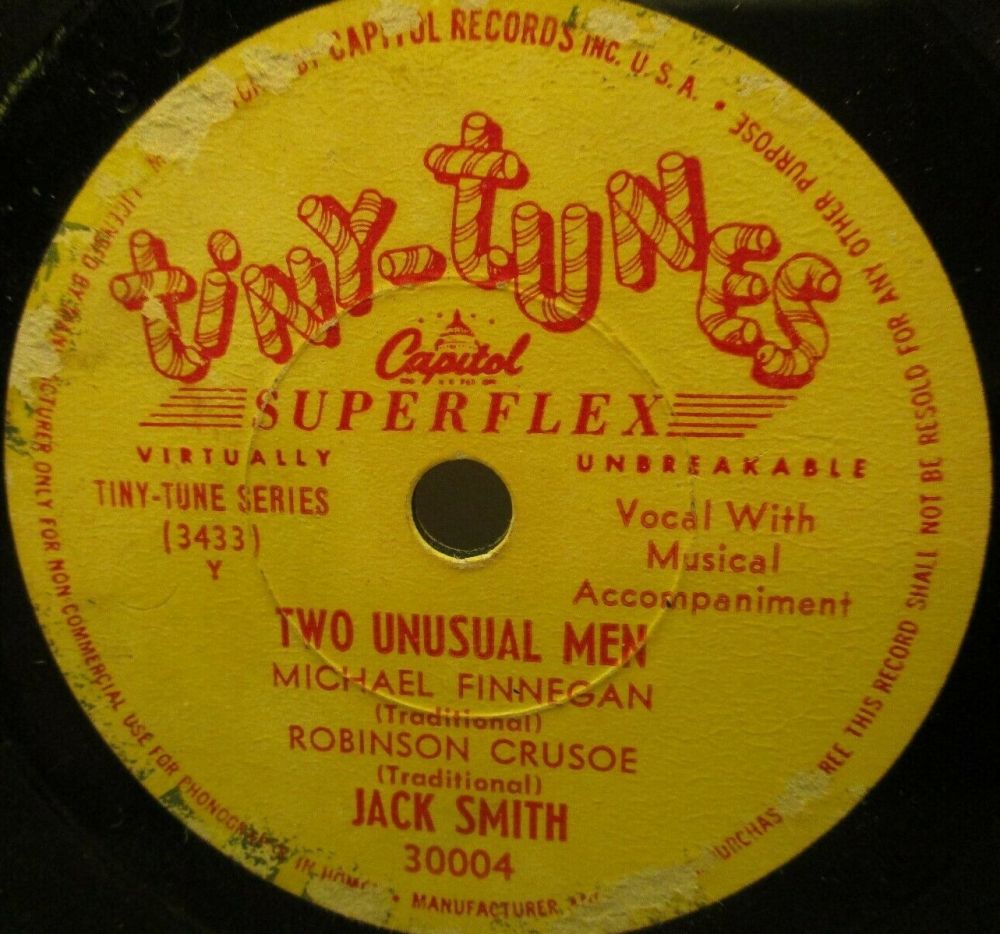 CAPITOL RECORDS INC. U.S.A. •
TINY-TUNES
Capitol
SUPERFLEX
VIRTUALLY UNBREAKABLE
TINY-TUNE SERIES
(3433)
Y
Vocal With
Musical
Accompaniment
TWO UNUSUAL MEN
MICHAEL FINNEGAN
(Traditional)
ROBINSON CRUSOE
(Traditional)
JACK SMITH
30004
ONLY FOR NON-COMMERCIAL USE FOR IN • MANUFACTURER
THIS RECORD SHALL NOT BE RESOLD FOR ANY OTHER PURPOSE